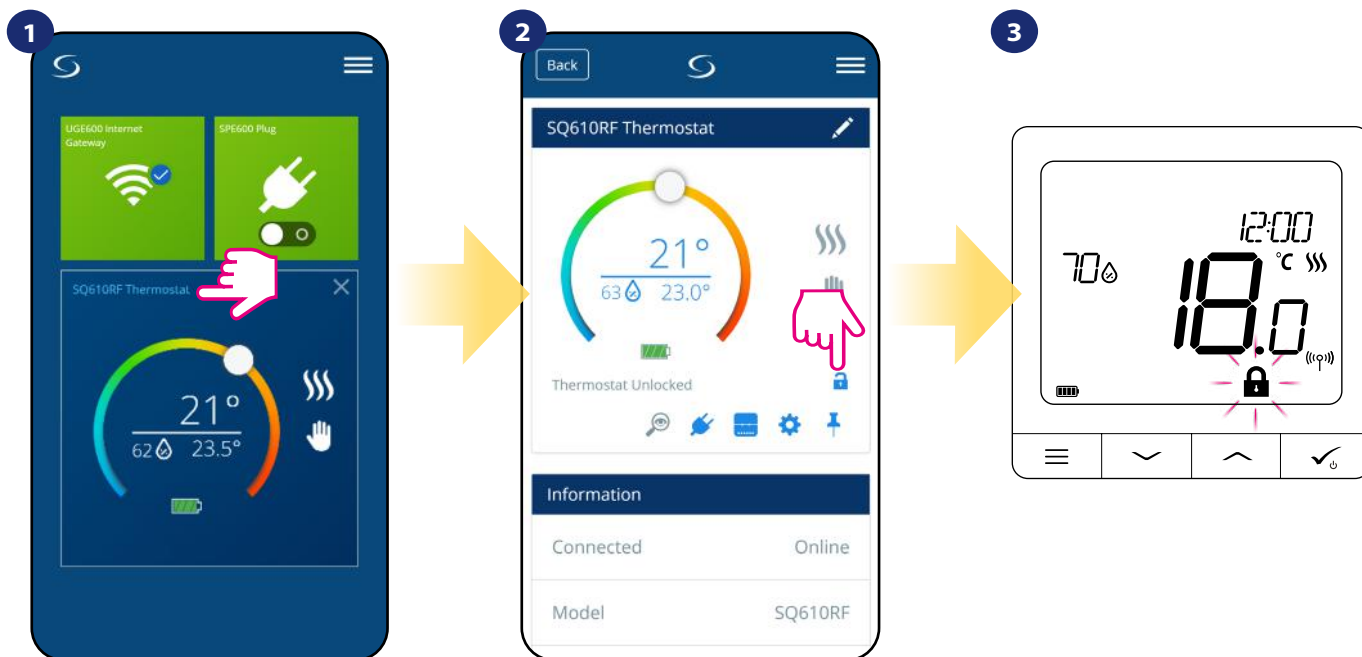 1
UGE600 Internet
Gateway
SPE600 Plug
SQ610RF Thermostat
21°
62 23.5°
2
Back
SQ610RF Thermostat
21°
63 23.0°
Thermostat Unlocked
Information
Connected Online
Model SQ610RF
3
12:00
70 °C
18.0